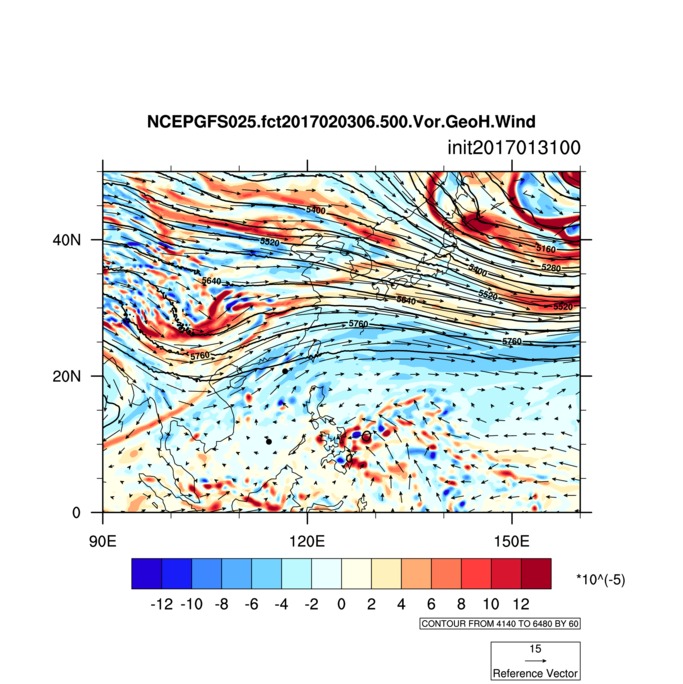 NCEPGFS025.fct2017020306.500.Vor.GeoH.Wind
init2017013100
40N
20N
0
90E 120E 150E
5400
5520
5640
5760
5160
5280
5400
5520
5520
5640
5760
5760
-12 -10 -8 -6 -4 -2 0 2 4 6 8 10 12
*10^(-5)
CONTOUR FROM 4140 TO 6480 BY 60
15
Reference Vector